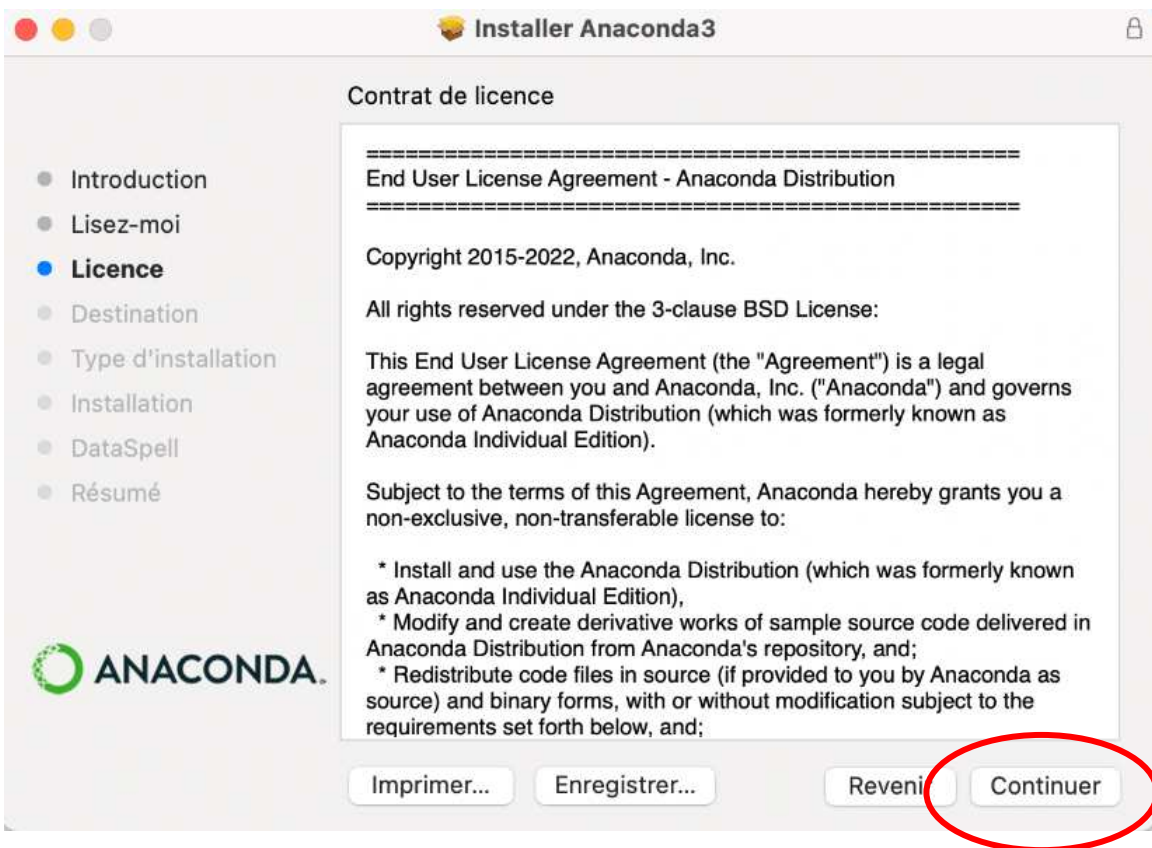 Installer Anaconda3
Contrat de licence
Introduction
Lisez-moi
Licence
Destination
Type d'installation
Installation
DataSpell
Résumé
ANACONDA.
==================================================
End User License Agreement - Anaconda Distribution
==================================================
Copyright 2015-2022, Anaconda, Inc.
All rights reserved under the 3-clause BSD License:
This End User License Agreement (the "Agreement") is a legal
agreement between you and Anaconda, Inc. ("Anaconda") and governs
your use of Anaconda Distribution (which was formerly known as
Anaconda Individual Edition).
Subject to the terms of this Agreement, Anaconda hereby grants you a
non-exclusive, non-transferable license to:
* Install and use the Anaconda Distribution (which was formerly known
as Anaconda Individual Edition),
* Modify and create derivative works of sample source code delivered in
Anaconda Distribution from Anaconda's repository, and;
* Redistribute code files in source (if provided to you by Anaconda as
source) and binary forms, with or without modification subject to the
requirements set forth below, and;
Imprimer...
Enregistrer...
Revenir
Continuer